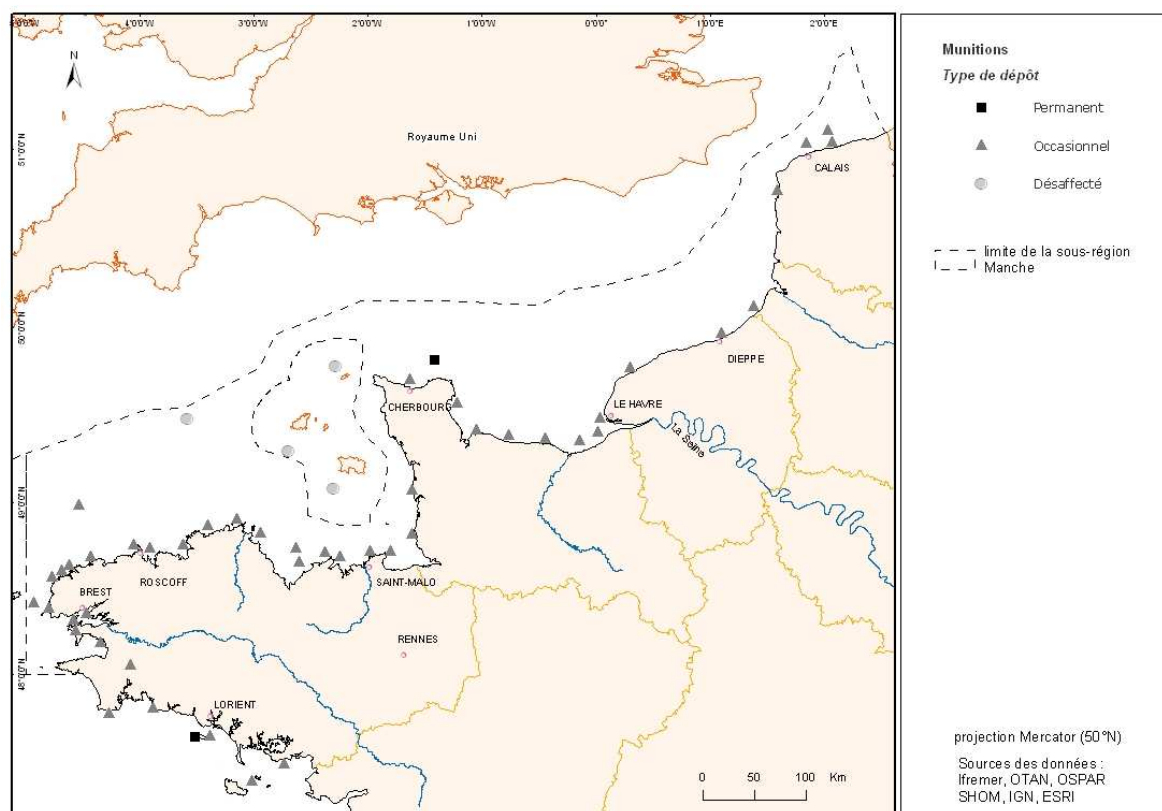 5°0'0"O
4°0'0"O
3°0'0"O
2°0'0"O
1°0'0"O
0°0'0"
1°0'0"E
2°0'0"E
N
51°0'0"N
50°0'0"N
49°0'0"N
48°0'0"N
Royaume Uni
CALAIS
DIEPPE
LE HAVRE
La Seine
CHERBOURG
ROSCOFF
SAINT-MALO
BREST
RENNES
LORIENT
0 50 100 Km
Munitions
Type de dépôt
Permanent
Occasionnel
Désaffecté
limite de la sous-région
Manche
projection Mercator (50°N)
Sources des données :
Ifremer, OTAN, OSPAR
SHOM, IGN, ESRI